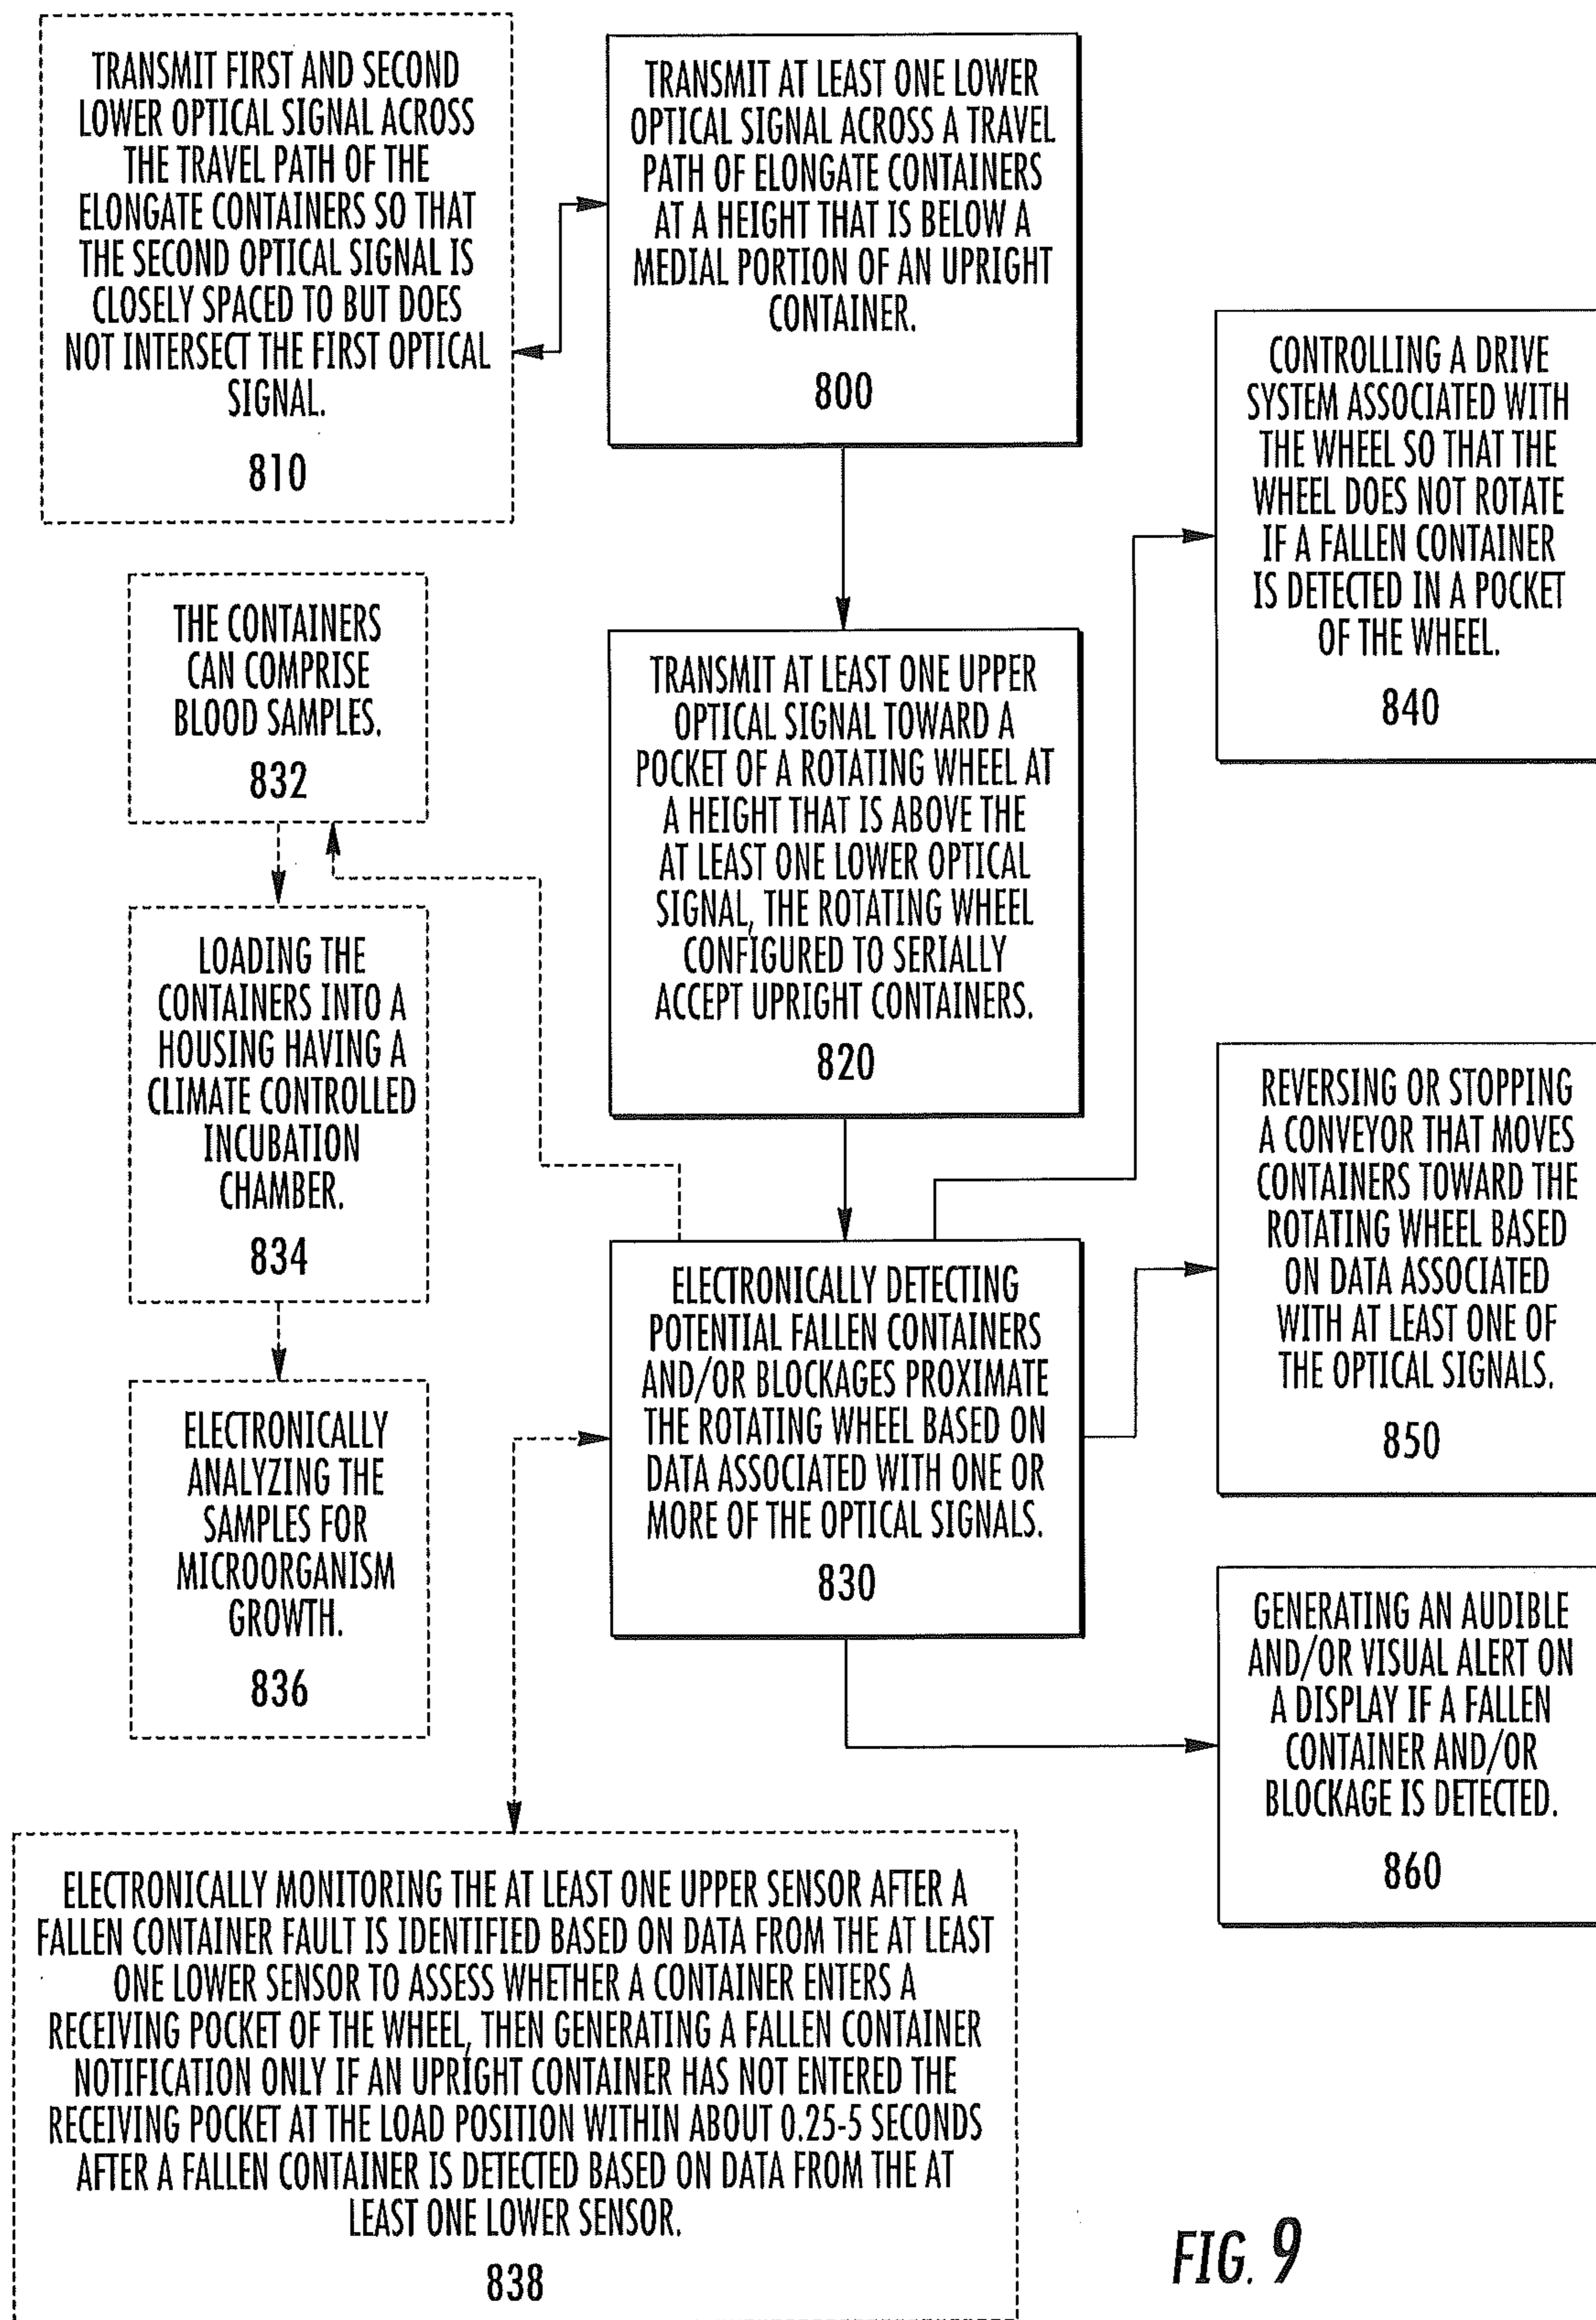 TRANSMIT FIRST AND SECOND
LOWER OPTICAL SIGNAL ACROSS
THE TRAVEL PATH OF THE
ELONGATE CONTAINERS SO THAT
THE SECOND OPTICAL SIGNAL IS
CLOSELY SPACED TO BUT DOES
NOT INTERSECT THE FIRST OPTICAL
SIGNAL.
810
TRANSMIT AT LEAST ONE LOWER
OPTICAL SIGNAL ACROSS A TRAVEL
PATH OF ELONGATE CONTAINERS
AT A HEIGHT THAT IS BELOW A
MEDIAL PORTION OF AN UPRIGHT
CONTAINER.
800
CONTROLLING A DRIVE
SYSTEM ASSOCIATED WITH
THE WHEEL SO THAT THE
WHEEL DOES NOT ROTATE
IF A FALLEN CONTAINER
IS DETECTED IN A POCKET
OF THE WHEEL.
840
THE CONTAINERS
CAN COMPRISE
BLOOD SAMPLES.
832
TRANSMIT AT LEAST ONE UPPER
OPTICAL SIGNAL TOWARD A
POCKET OF A ROTATING WHEEL AT
A HEIGHT THAT IS ABOVE THE
AT LEAST ONE LOWER OPTICAL
SIGNAL, THE ROTATING WHEEL
CONFIGURED TO SERIALLY
ACCEPT UPRIGHT CONTAINERS.
820
LOADING THE
CONTAINERS INTO A
HOUSING HAVING A
CLIMATE CONTROLLED
INCUBATION
CHAMBER.
834
REVERSING OR STOPPING
A CONVEYOR THAT MOVES
CONTAINERS TOWARD THE
ROTATING WHEEL BASED
ON DATA ASSOCIATED
WITH AT LEAST ONE OF
THE OPTICAL SIGNALS.
850
ELECTRONICALLY DETECTING
POTENTIAL FALLEN CONTAINERS
AND/OR BLOCKAGES PROXIMATE
THE ROTATING WHEEL BASED ON
DATA ASSOCIATED WITH ONE OR
MORE OF THE OPTICAL SIGNALS.
830
ELECTRONICALLY
ANALYZING THE
SAMPLES FOR
MICROORGANISM
GROWTH.
836
GENERATING AN AUDIBLE
AND/OR VISUAL ALERT ON
A DISPLAY IF A FALLEN
CONTAINER AND/OR
BLOCKAGE IS DETECTED.
860
ELECTRONICALLY MONITORING THE AT LEAST ONE UPPER SENSOR AFTER A
FALLEN CONTAINER FAULT IS IDENTIFIED BASED ON DATA FROM THE AT LEAST
ONE LOWER SENSOR TO ASSESS WHETHER A CONTAINER ENTERS A
RECEIVING POCKET OF THE WHEEL, THEN GENERATING A FALLEN CONTAINER
NOTIFICATION ONLY IF AN UPRIGHT CONTAINER HAS NOT ENTERED THE
RECEIVING POCKET AT THE LOAD POSITION WITHIN ABOUT 0.25-5 SECONDS
AFTER A FALLEN CONTAINER IS DETECTED BASED ON DATA FROM THE AT
LEAST ONE LOWER SENSOR.
838
FIG. 9